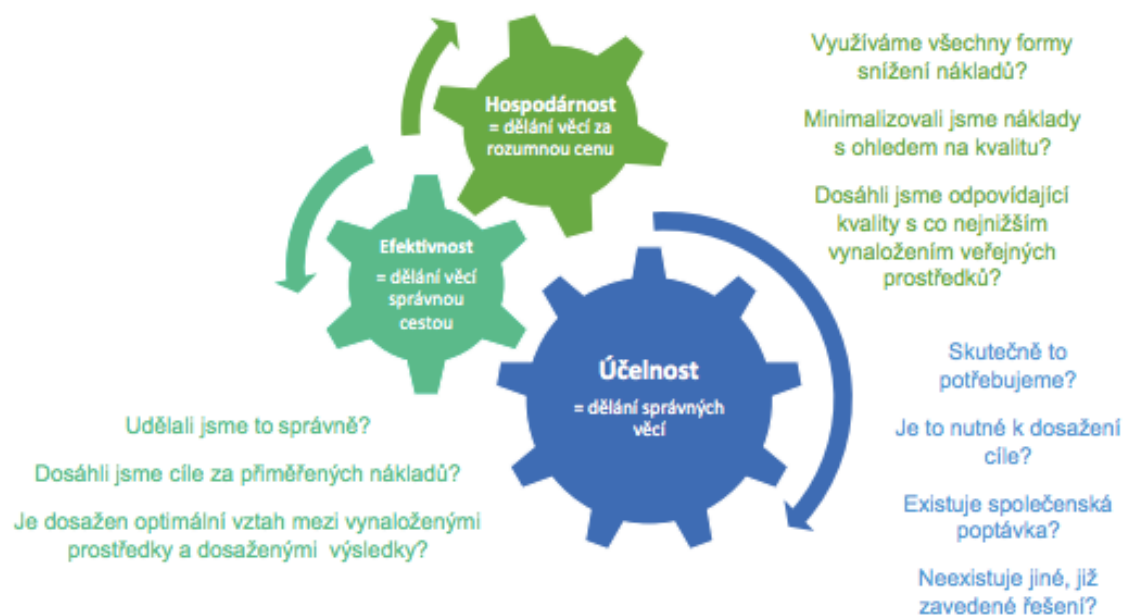 Hospodárnost
= dělání věcí za
rozumnou cenu
Využíváme všechny formy
snížení nákladů?
Minimalizovali jsme náklady
s ohledem na kvalitu?
Dosáhli jsme odpovídající
kvality s co nejnižším
vynaložením veřejných
prostředků?
Efektivnost
= dělání věcí
správnou
cestou
Udělali jsme to správně?
Dosáhli jsme cíle za přiměřených nákladů?
Je dosažen optimální vztah mezi vynaloženými
prostředky a dosaženými výsledky?
Účelnost
= dělání správných
věcí
Skutečně to
potřebujeme?
Je to nutné k dosažení
cíle?
Existuje společenská
poptávka?
Neexistuje jiné, již
zavedené řešení?